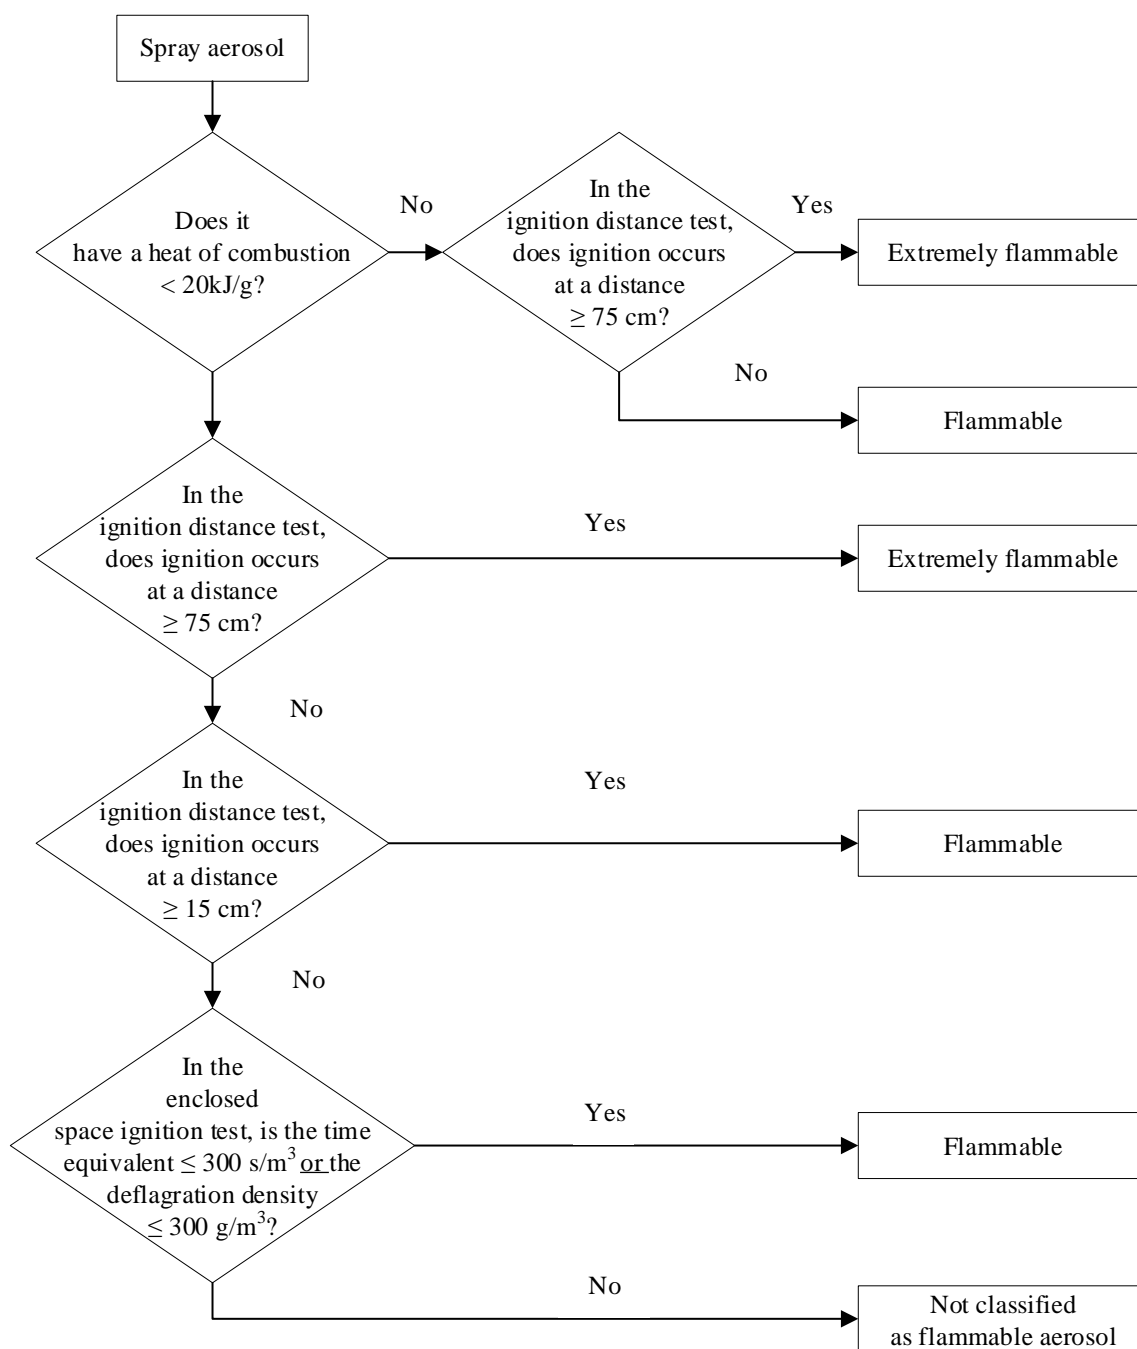 Spray aerosol
Does it
have a heat of combustion
< 20kJ/g?
No
In the
ignition distance test,
does ignition occurs
at a distance
≥ 75 cm?
Yes
Extremely flammable
No
Flammable
In the
ignition distance test,
does ignition occurs
at a distance
≥ 75 cm?
Yes
Extremely flammable
No
In the
ignition distance test,
does ignition occurs
at a distance
≥ 15 cm?
Yes
Flammable
No
In the
enclosed
space ignition test, is the time
equivalent ≤ 300 s/m³ or the
deflagration density
≤ 300 g/m³?
Yes
Flammable
No
Not classified
as flammable aerosol